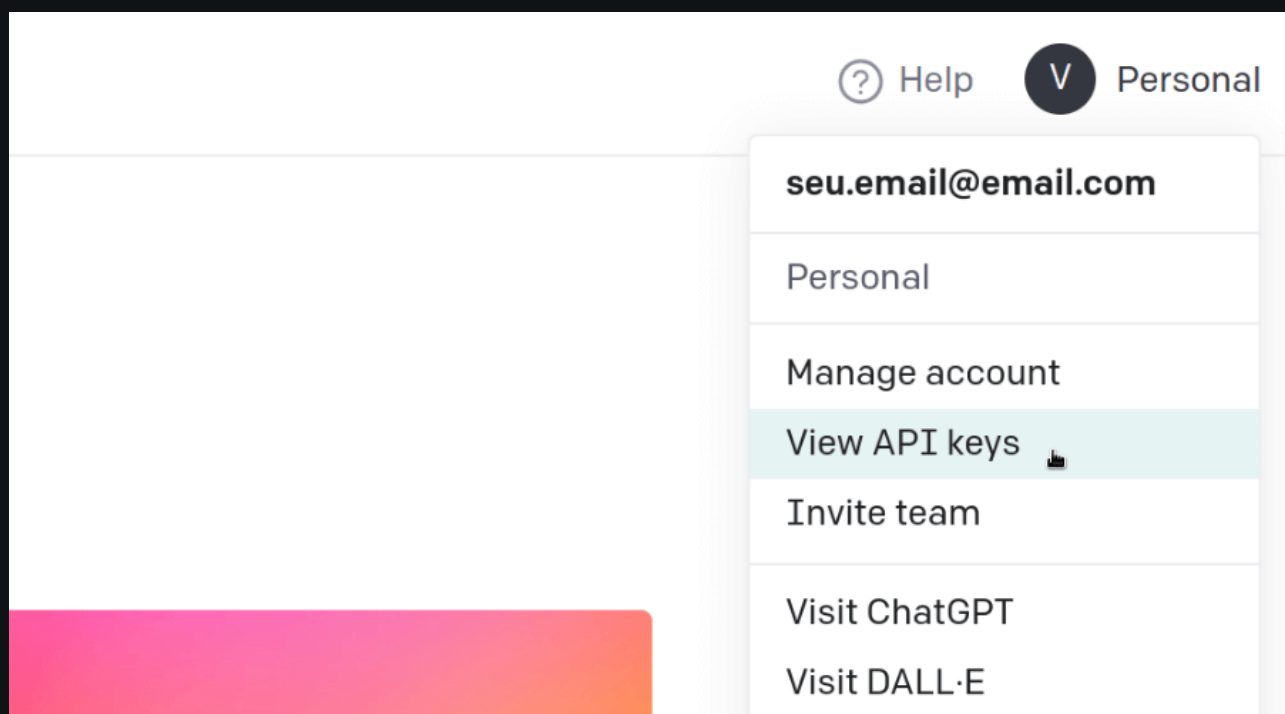 Help
V Personal
seu.email@email.com
Personal
Manage account
View API keys
Invite team
Visit ChatGPT
Visit DALL·E